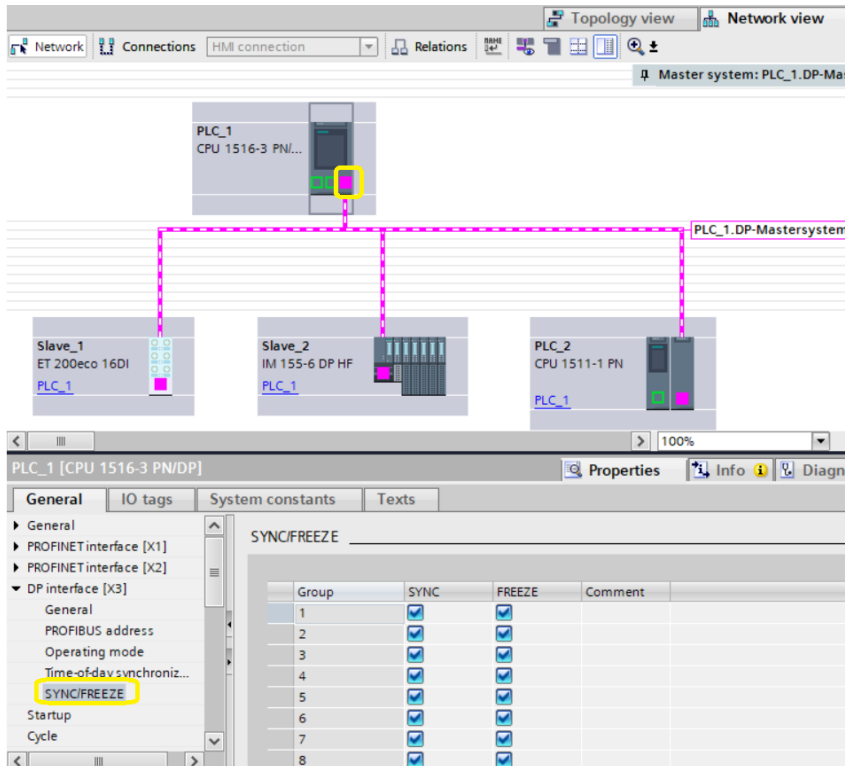 Topology view Network view
Network Connections HMI connection Relations 100%
Master system: PLC_1.DP-Mas
PLC_1
CPU 1516-3 PN/...
PLC_1.DP-Mastersystem
Slave_1
ET 200eco 16DI
PLC_1
Slave_2
IM 155-6 DP HF
PLC_1
PLC_2
CPU 1511-1 PN
PLC_1
PLC_1 [CPU 1516-3 PN/DP]
Properties Info Diagn
General IO tags System constants Texts
General
PROFINET interface [X1]
PROFINET interface [X2]
DP interface [X3]
General
PROFIBUS address
Operating mode
Time-of-day synchroniz...
SYNC/FREEZE
Startup
Cycle
SYNC/FREEZE
Group SYNC FREEZE Comment
1
2
3
4
5
6
7
8